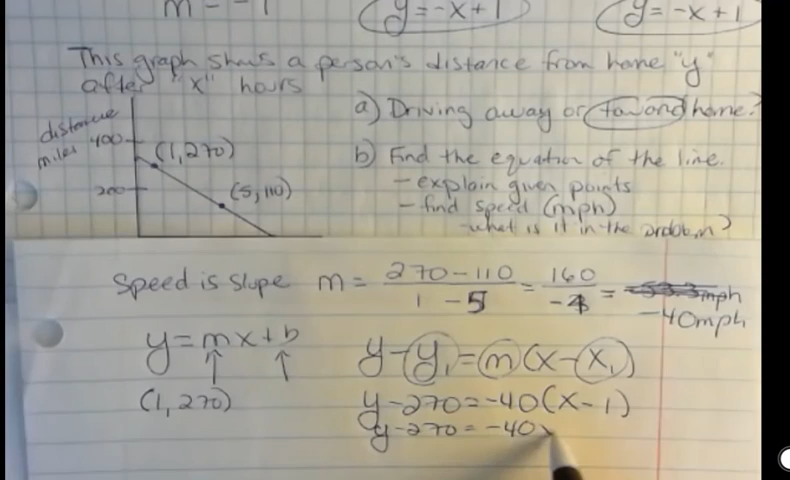 m = - 1
y=-x+1
y=-x+1
This graph shows a person's distance from home "y"
after "x" hours
distance
miles
400
200
(1,270)
(5,110)
a) Driving away or toward home?
b) Find the equation of the line.
- explain given points
- find speed (mph)
- what is it in the problem?
Speed is slope m = 270-110 / 1-5 = 160 / -4 = -53.3mph
-40mph
y=mx+b
(1,270)
y-y₁=m(x-x₁)
y-270=-40(x-1)
y-270=-40x